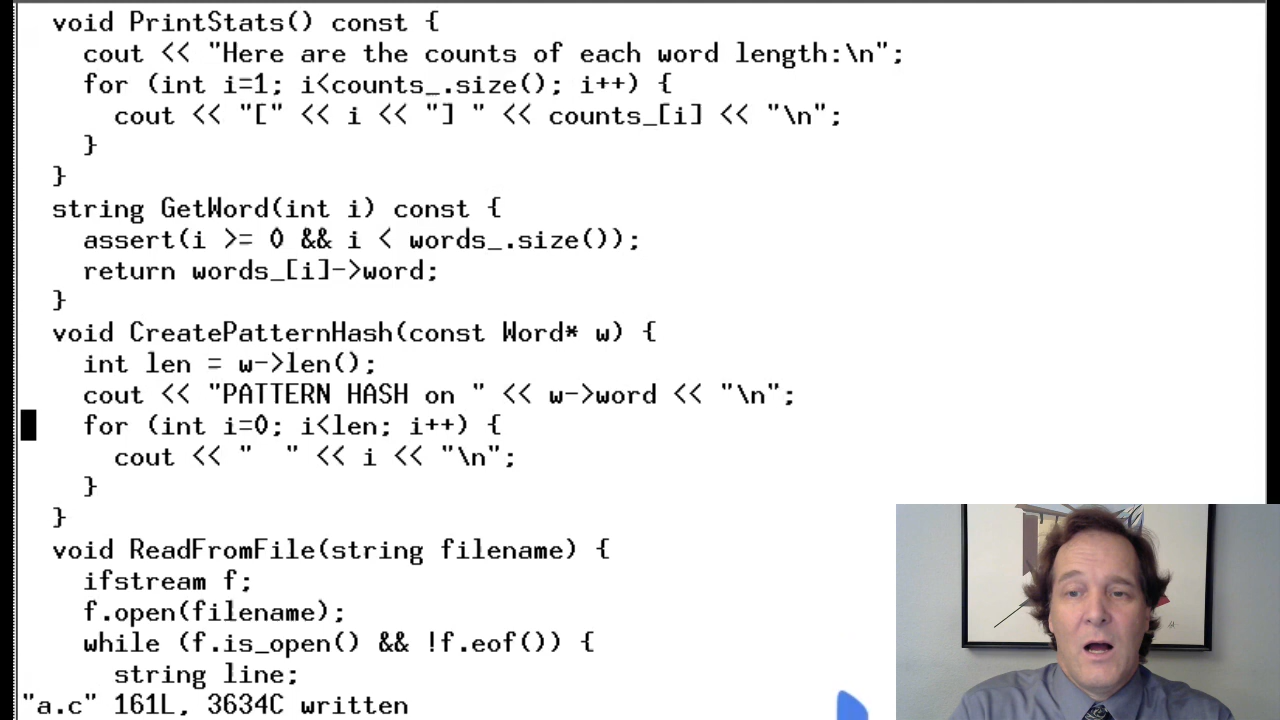 void PrintStats() const {
cout << "Here are the counts of each word length:\n";
for (int i=1; i<counts_.size(); i++) {
cout << "[" << i << "] " << counts_[i] << "\n";
}
}
string GetWord(int i) const {
assert(i >= 0 && i < words_.size());
return words_[i]->word;
}
void CreatePatternHash(const Word* w) {
int len = w->len();
cout << "PATTERN HASH on " << w->word << "\n";
for (int i=0; i<len; i++) {
cout << "  " << i << "\n";
}
}
void ReadFromFile(string filename) {
ifstream f;
f.open(filename);
while (f.is_open() && !f.eof()) {
string line;
"a.c" 161L, 3634C written